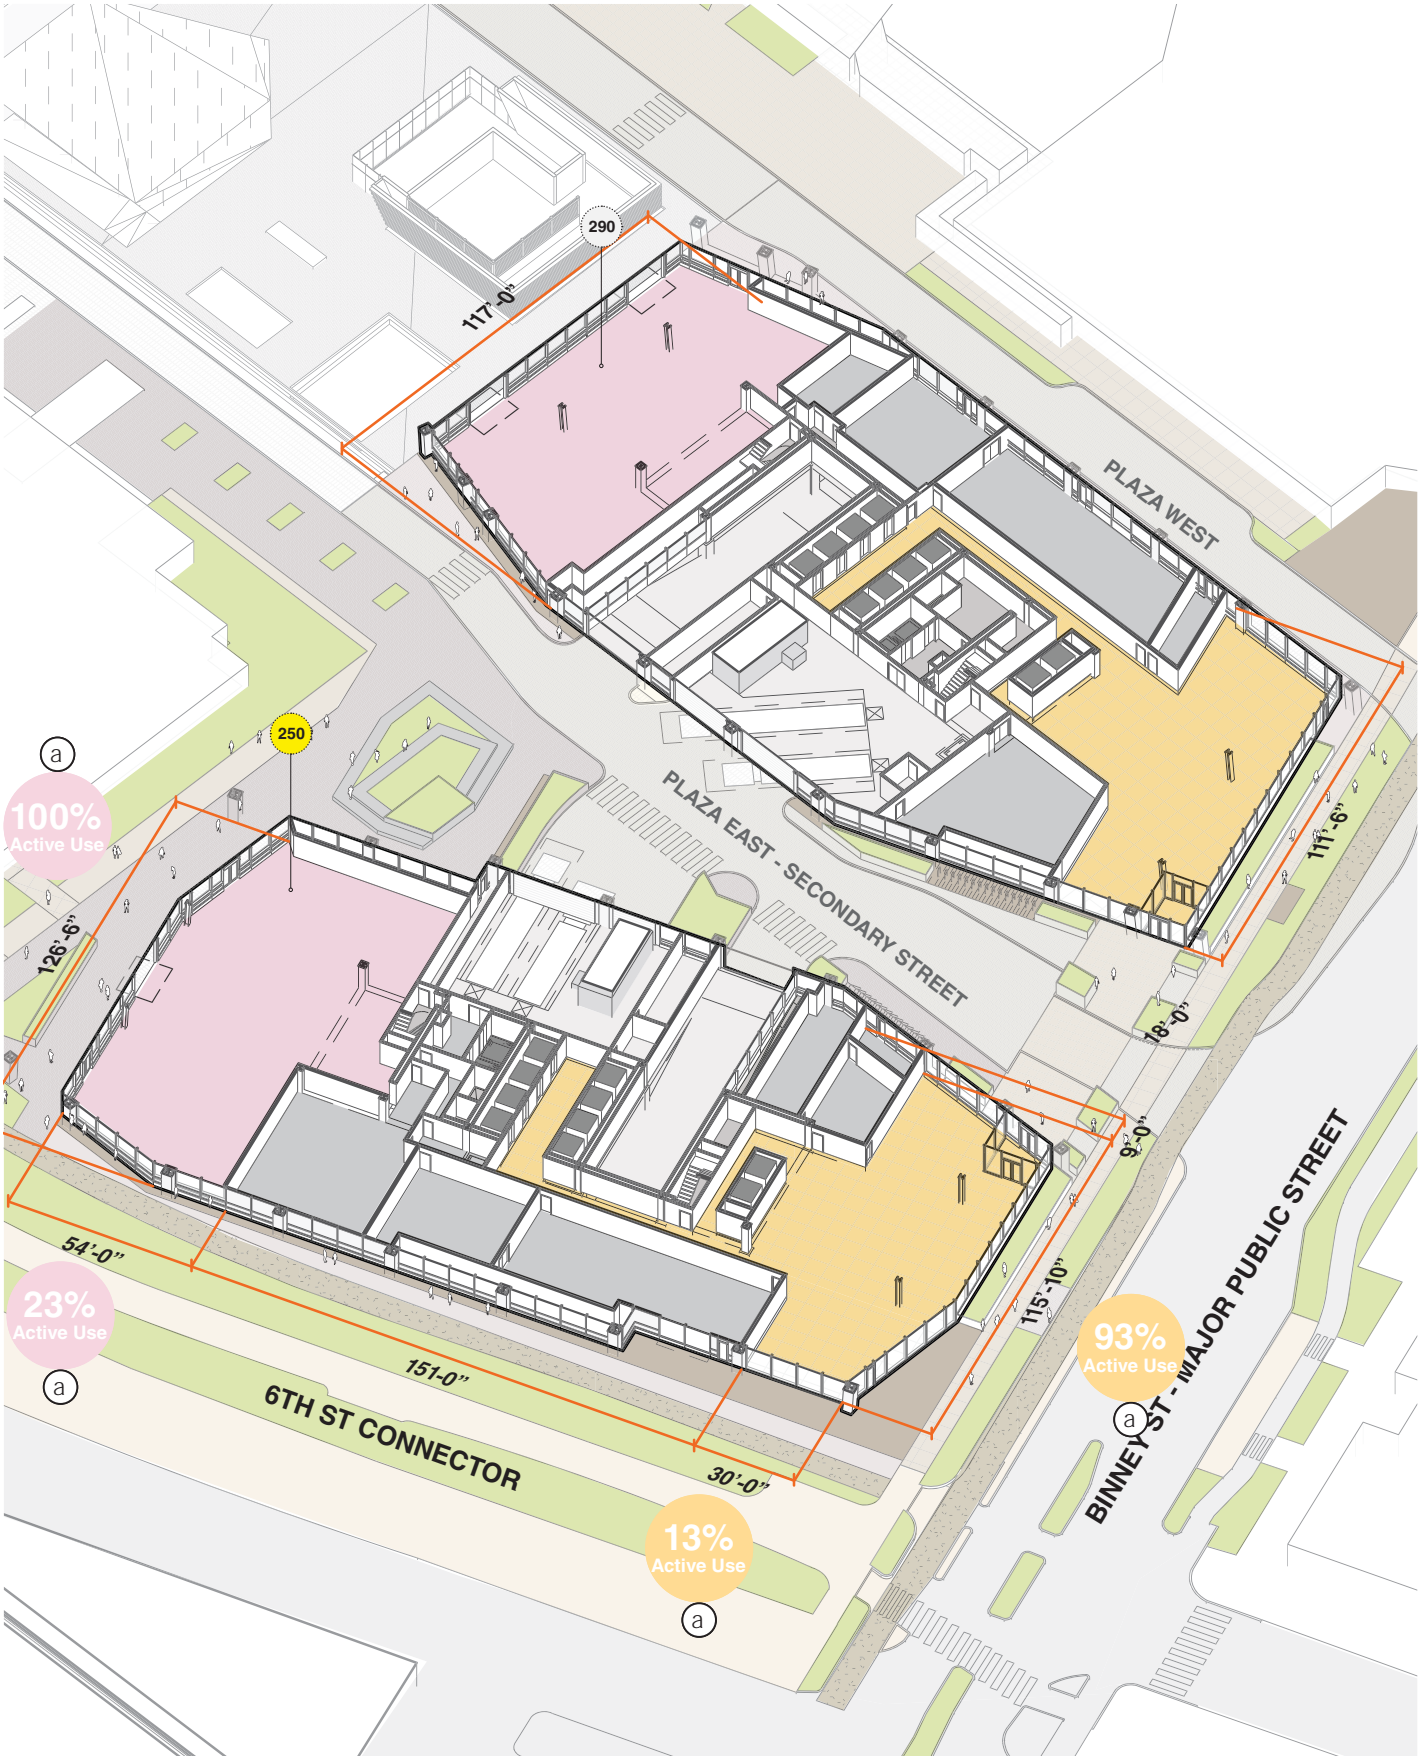 290
117'-0"
PLAZA WEST
a
100%
Active Use
250
126'-6"
PLAZA EAST - SECONDARY STREET
111'-6"
18'-0"
9'-0"
54'-0"
23%
Active Use
a
151-0"
6TH ST CONNECTOR
30'-0"
115'-10"
93%
Active Use
a
BINNEY ST - MAJOR PUBLIC STREET
13%
Active Use
a